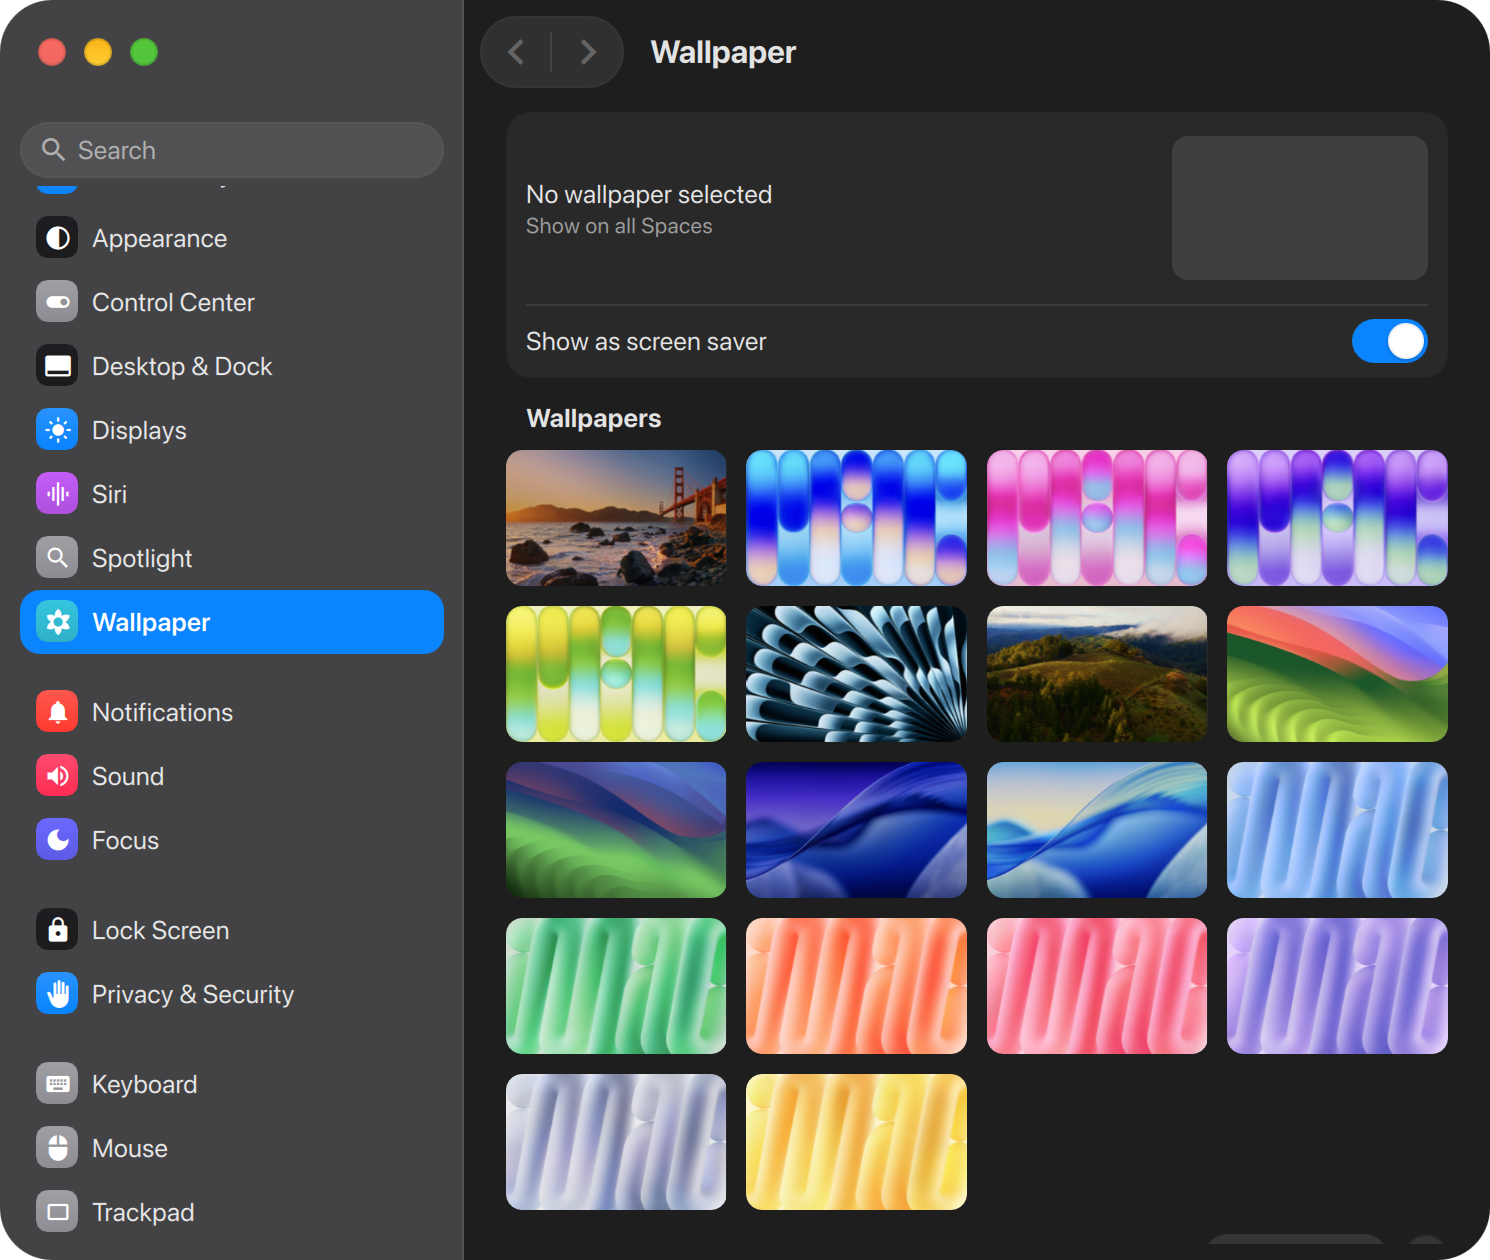 Search
Appearance
Control Center
Desktop & Dock
Displays
Siri
Spotlight
Wallpaper
Notifications
Sound
Focus
Lock Screen
Privacy & Security
Keyboard
Mouse
Trackpad
Wallpaper
No wallpaper selected
Show on all Spaces
Show as screen saver
Wallpapers